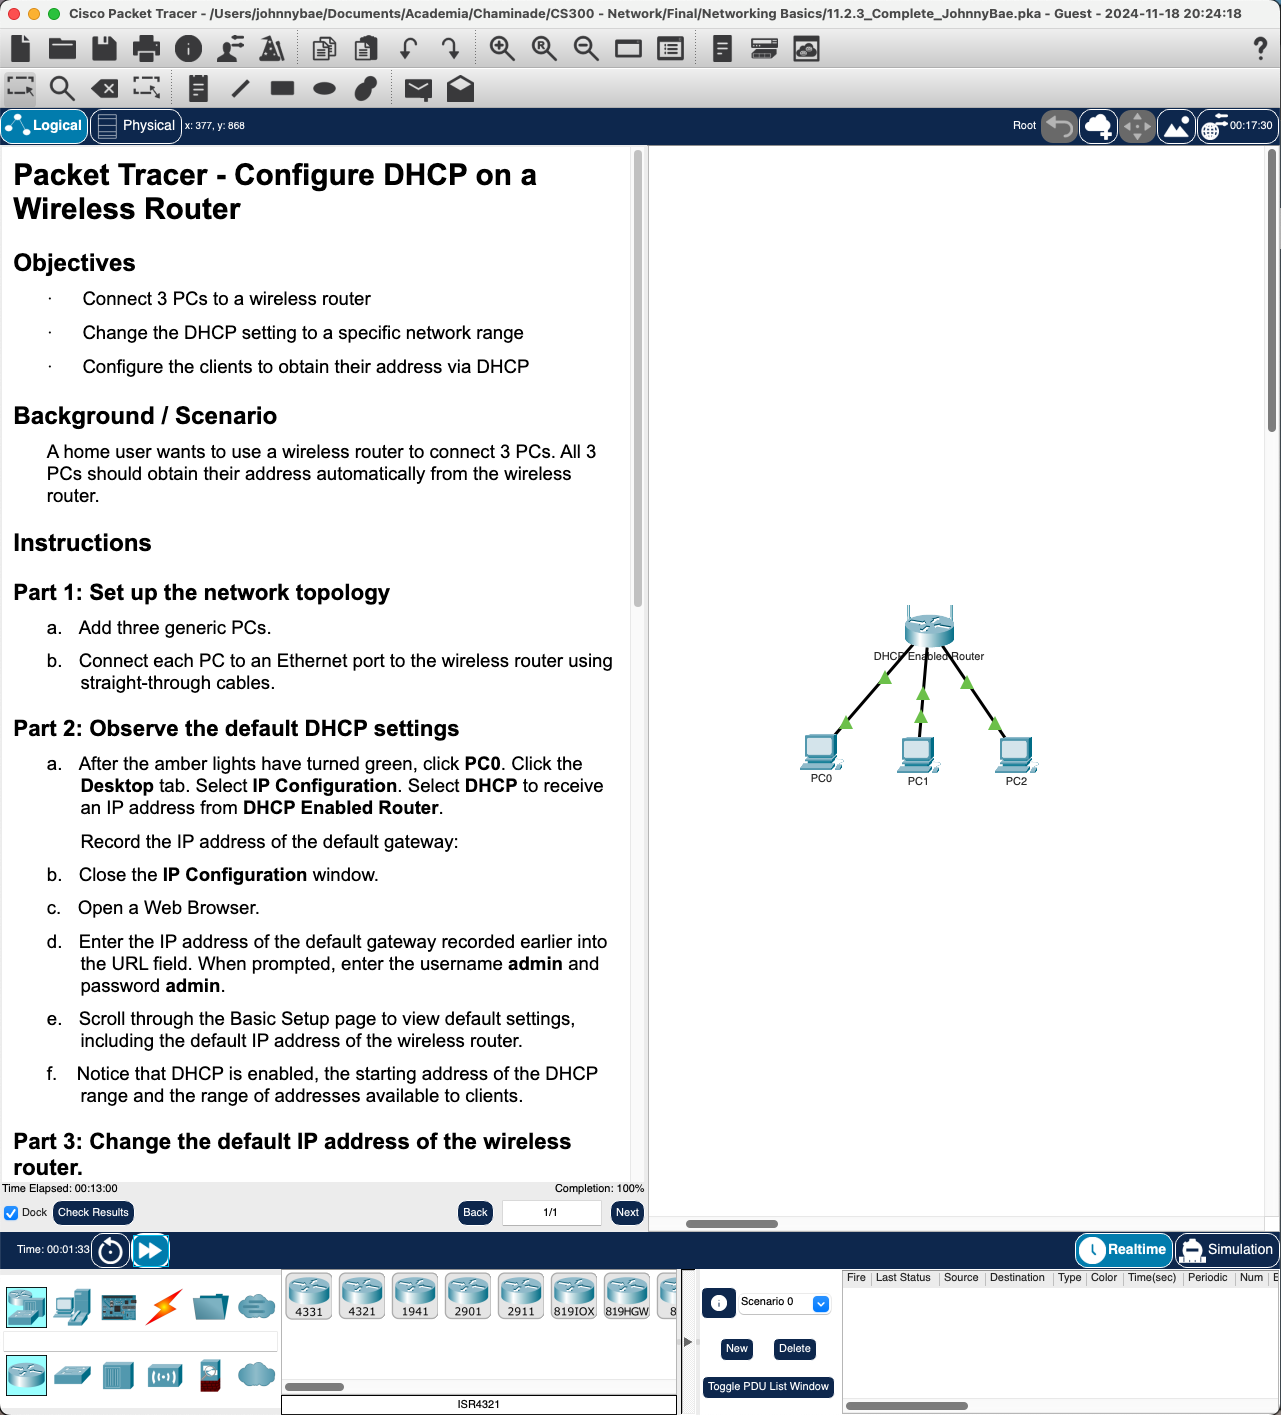 Cisco Packet Tracer - /Users/johnnybae/Documents/Academia/Chaminade/CS300 - Network/Final/Networking Basics/11.2.3_Complete_JohnnyBae.pka - Guest - 2024-11-18 20:24:18
Logical
Physical
x: 377, y: 868
Root
00:17:30
Packet Tracer - Configure DHCP on a
Wireless Router
Objectives
· Connect 3 PCs to a wireless router
· Change the DHCP setting to a specific network range
· Configure the clients to obtain their address via DHCP
Background / Scenario
A home user wants to use a wireless router to connect 3 PCs. All 3
PCs should obtain their address automatically from the wireless
router.
Instructions
Part 1: Set up the network topology
a. Add three generic PCs.
b. Connect each PC to an Ethernet port to the wireless router using
straight-through cables.
Part 2: Observe the default DHCP settings
a. After the amber lights have turned green, click PC0. Click the
Desktop tab. Select IP Configuration. Select DHCP to receive
an IP address from DHCP Enabled Router.
Record the IP address of the default gateway:
b. Close the IP Configuration window.
c. Open a Web Browser.
d. Enter the IP address of the default gateway recorded earlier into
the URL field. When prompted, enter the username admin and
password admin.
e. Scroll through the Basic Setup page to view default settings,
including the default IP address of the wireless router.
f. Notice that DHCP is enabled, the starting address of the DHCP
range and the range of addresses available to clients.
Part 3: Change the default IP address of the wireless
router.
Time Elapsed: 00:13:00
Completion: 100%
Dock
Check Results
Back
1/1
Next
DHCP Enabled Router
PC0
PC1
PC2
Time: 00:01:33
Realtime
Simulation
4331
4321
1941
2901
2911
819IOX
819HGW
8
ISR4321
Scenario 0
New
Delete
Toggle PDU List Window
Fire Last Status Source Destination Type Color Time(sec) Periodic Num E